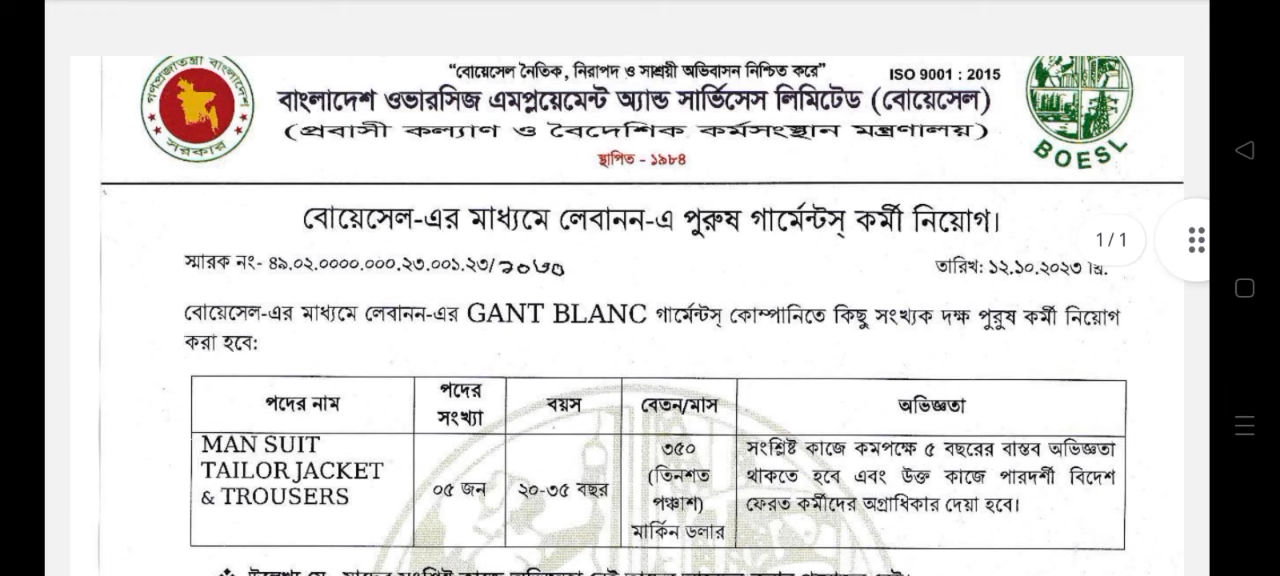 গণপ্রজাতন্ত্রী বাংলাদেশ
সরকার
"বোয়েসেল নৈতিক, নিরাপদ ও সাশ্রয়ী অভিবাসন নিশ্চিত করে"
ISO 9001 : 2015
বাংলাদেশ ওভারসিজ এমপ্লয়েমেন্ট অ্যান্ড সার্ভিসেস লিমিটেড (বোয়েসেল)
(প্রবাসী কল্যাণ ও বৈদেশিক কর্মসংস্থান মন্ত্রণালয়)
স্থাপিত - ১৯৮৪
BOESL
বোয়েসেল-এর মাধ্যমে লেবানন-এ পুরুষ গার্মেন্টস্ কর্মী নিয়োগ।
1/1
স্মারক নং- ৪৯.০২.০০০০.০০০.২৩.০০১.২৩/
তারিখ: ১২.১০.২০২৩ খ্রি.
বোয়েসেল-এর মাধ্যমে লেবানন-এর GANT BLANC গার্মেন্টস্ কোম্পানিতে কিছু সংখ্যক দক্ষ পুরুষ কর্মী নিয়োগ
করা হবে:
পদের নাম
পদের
সংখ্যা
বয়স
বেতন/মাস
অভিজ্ঞতা
MAN SUIT
TAILOR JACKET
& TROUSERS
০৫ জন
২০-৩৫ বছর
৩৫০
(তিনশত
পঞ্চাশ)
মার্কিন ডলার
সংশ্লিষ্ট কাজে কমপক্ষে ৫ বছরের বাস্তব অভিজ্ঞতা
থাকতে হবে এবং উক্ত কাজে পারদর্শী বিদেশ
ফেরত কর্মীদের অগ্রাধিকার দেয়া হবে।